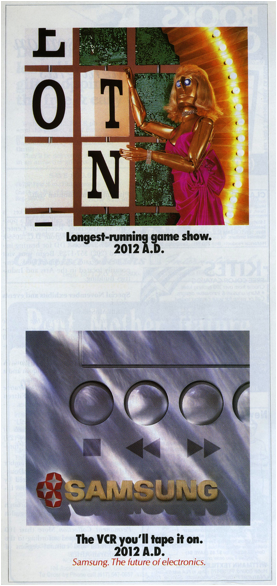 E
O T
N
Longest-running game show.
2012 A.D.
SAMSUNG
The VCR you'll tape it on.
2012 A.D.
Samsung. The future of electronics.